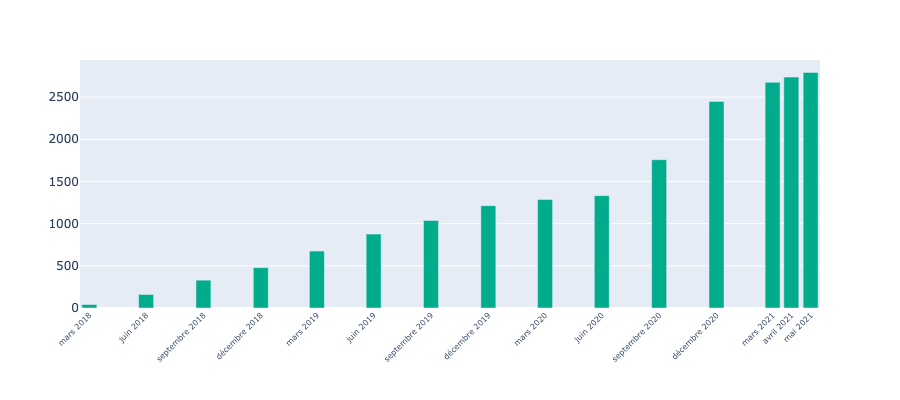 2500
2000
1500
1000
500
0
mars 2018
juin 2018
septembre 2018
décembre 2018
mars 2019
juin 2019
septembre 2019
décembre 2019
mars 2020
juin 2020
septembre 2020
décembre 2020
mars 2021
avril 2021
mai 2021